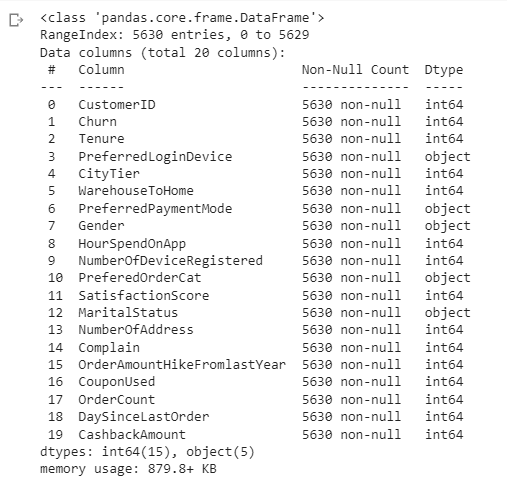 <class 'pandas.core.frame.DataFrame'>
RangeIndex: 5630 entries, 0 to 5629
Data columns (total 20 columns):
 #   Column                       Non-Null Count  Dtype
---  ------                       --------------  -----
 0   CustomerID                   5630 non-null   int64
 1   Churn                        5630 non-null   int64
 2   Tenure                       5630 non-null   int64
 3   PreferredLoginDevice         5630 non-null   object
 4   CityTier                     5630 non-null   int64
 5   WarehouseToHome              5630 non-null   int64
 6   PreferredPaymentMode         5630 non-null   object
 7   Gender                       5630 non-null   object
 8   HourSpendOnApp               5630 non-null   int64
 9   NumberOfDeviceRegistered     5630 non-null   int64
 10  PreferedOrderCat             5630 non-null   object
 11  SatisfactionScore            5630 non-null   int64
 12  MaritalStatus                5630 non-null   object
 13  NumberOfAddress              5630 non-null   int64
 14  Complain                     5630 non-null   int64
 15  OrderAmountHikeFromlastYear  5630 non-null   int64
 16  CouponUsed                   5630 non-null   int64
 17  OrderCount                   5630 non-null   int64
 18  DaySinceLastOrder            5630 non-null   int64
 19  CashbackAmount               5630 non-null   int64
dtypes: int64(15), object(5)
memory usage: 879.8+ KB